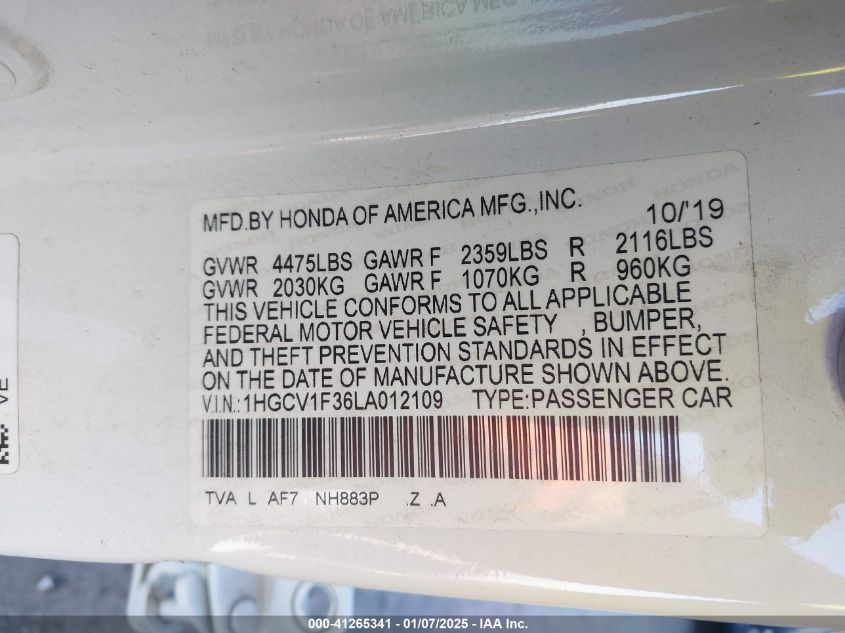 MFD.BY HONDA OF AMERICA MFG.,INC. 10/'19
GVWR 4475LBS GAWR F 2359LBS R 2116LBS
GVWR 2030KG GAWR F 1070KG R 960KG
THIS VEHICLE CONFORMS TO ALL APPLICABLE
FEDERAL MOTOR VEHICLE SAFETY , BUMPER,
AND THEFT PREVENTION STANDARDS IN EFFECT
ON THE DATE OF MANUFACTURE SHOWN ABOVE.
V.I.N.:1HGCV1F36LA012109 TYPE:PASSENGER CAR
TVA L AF7 NH883P .Z .A
VE
000-41265341 - 01/07/2025 - IAA Inc.